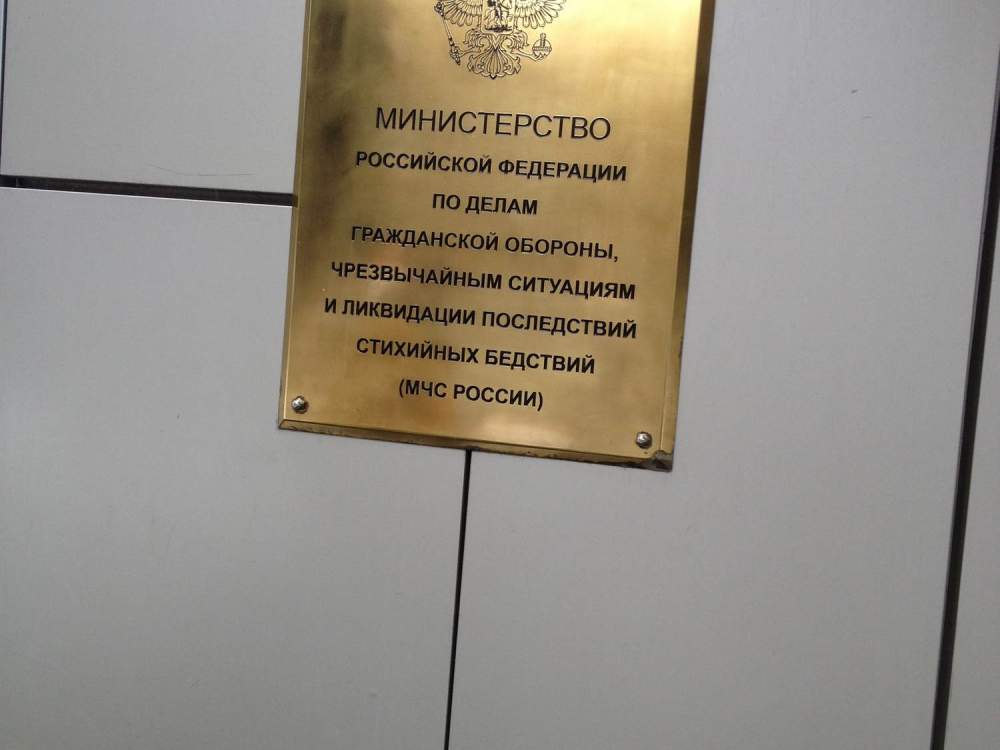 МИНИСТЕРСТВО
РОССИЙСКОЙ ФЕДЕРАЦИИ
ПО ДЕЛАМ
ГРАЖДАНСКОЙ ОБОРОНЫ,
ЧРЕЗВЫЧАЙНЫМ СИТУАЦИЯМ
И ЛИКВИДАЦИИ ПОСЛЕДСТВИЙ
СТИХИЙНЫХ БЕДСТВИЙ
(МЧС РОССИИ)